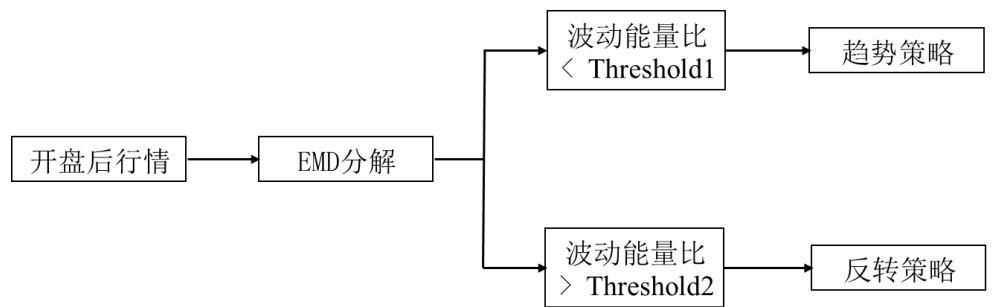 波动能量比
< Threshold1
趋势策略
开盘后行情
EMD分解
波动能量比
> Threshold2
反转策略